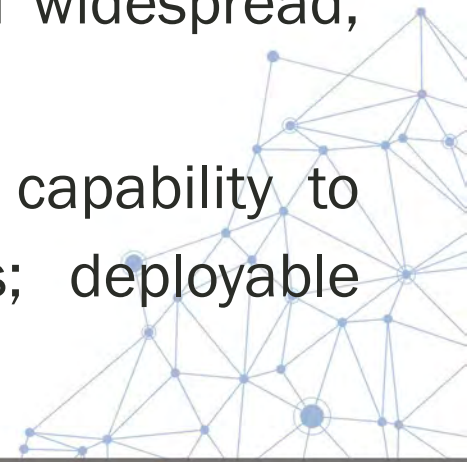 widespread,
capability to
s; deployable